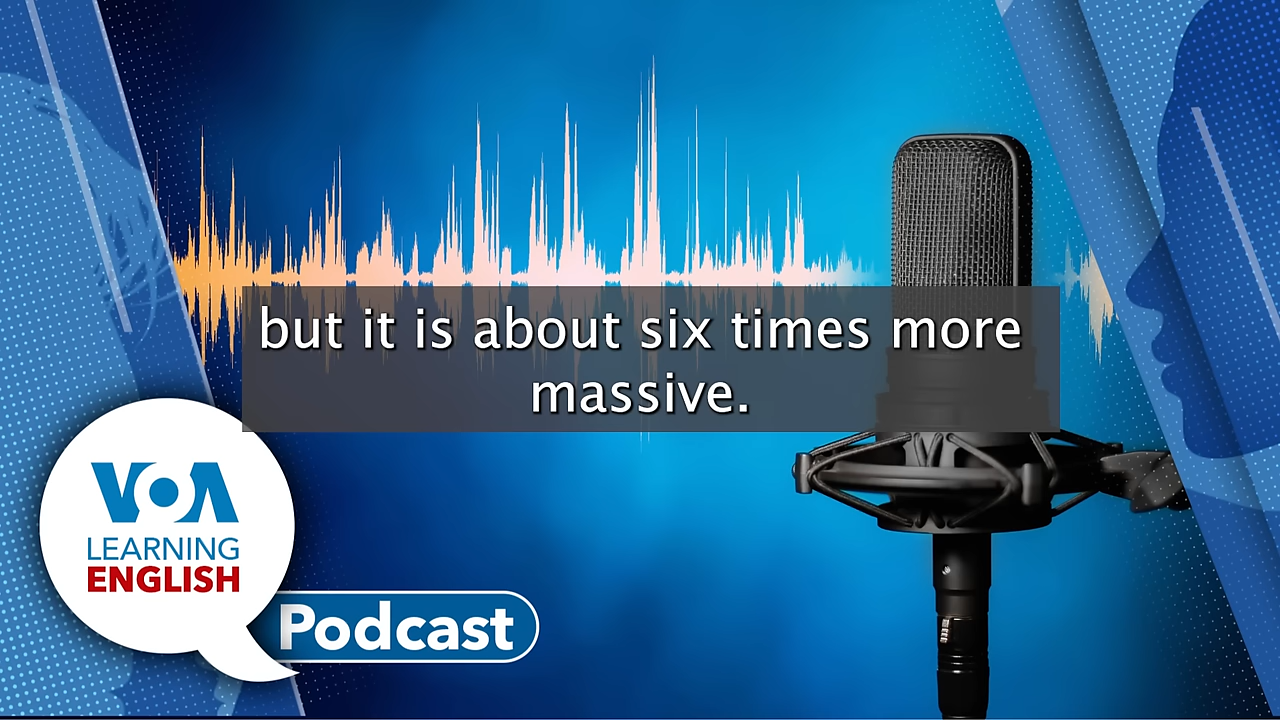 but it is about six times more
massive.
VOA
LEARNING
ENGLISH
Podcast